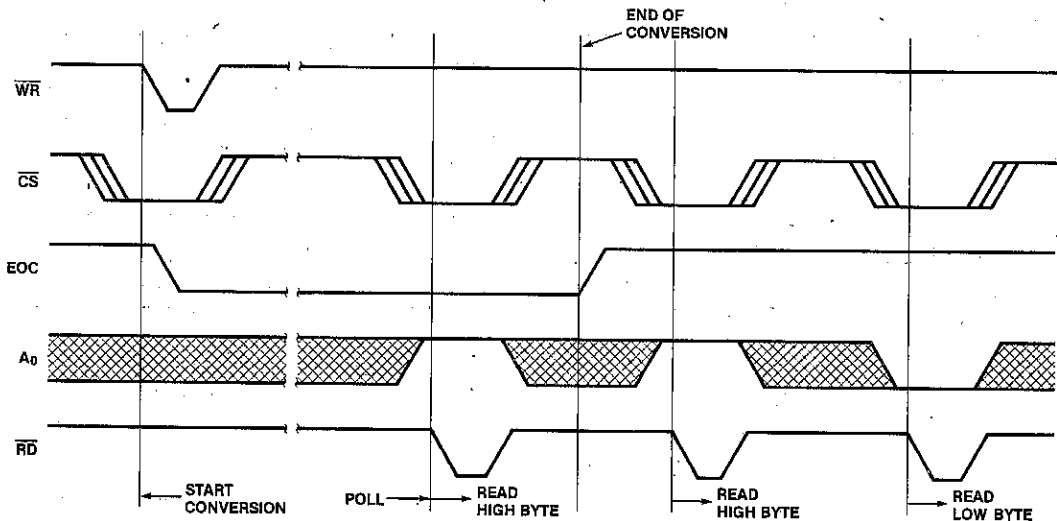 END OF
CONVERSION
WR
CS
EOC
A0
RD
START
CONVERSION
POLL
READ
HIGH BYTE
READ
HIGH BYTE
READ
LOW BYTE